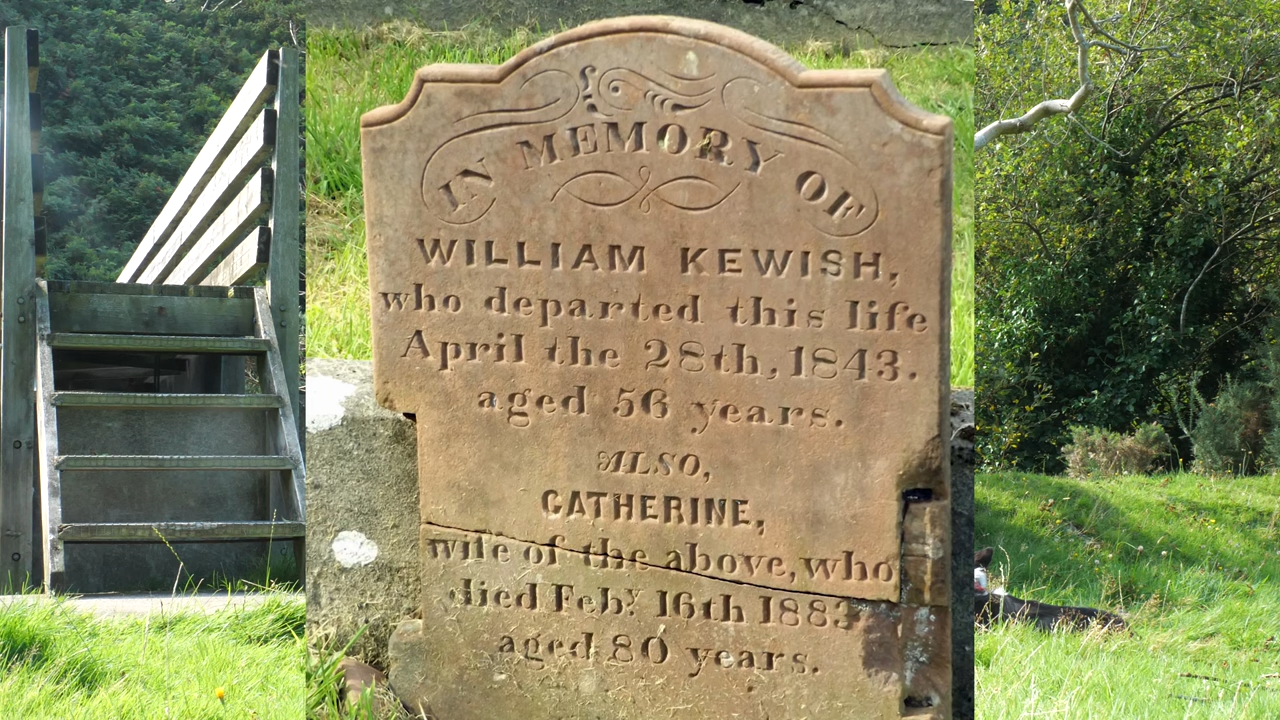 IN MEMORY OF
WILLIAM KEWISH,
who departed this life
April the 28th, 1843.
aged 56 years.
ALSO,
CATHERINE,
wife of the above, who
died Feby. 16th 1883
aged 80 years.